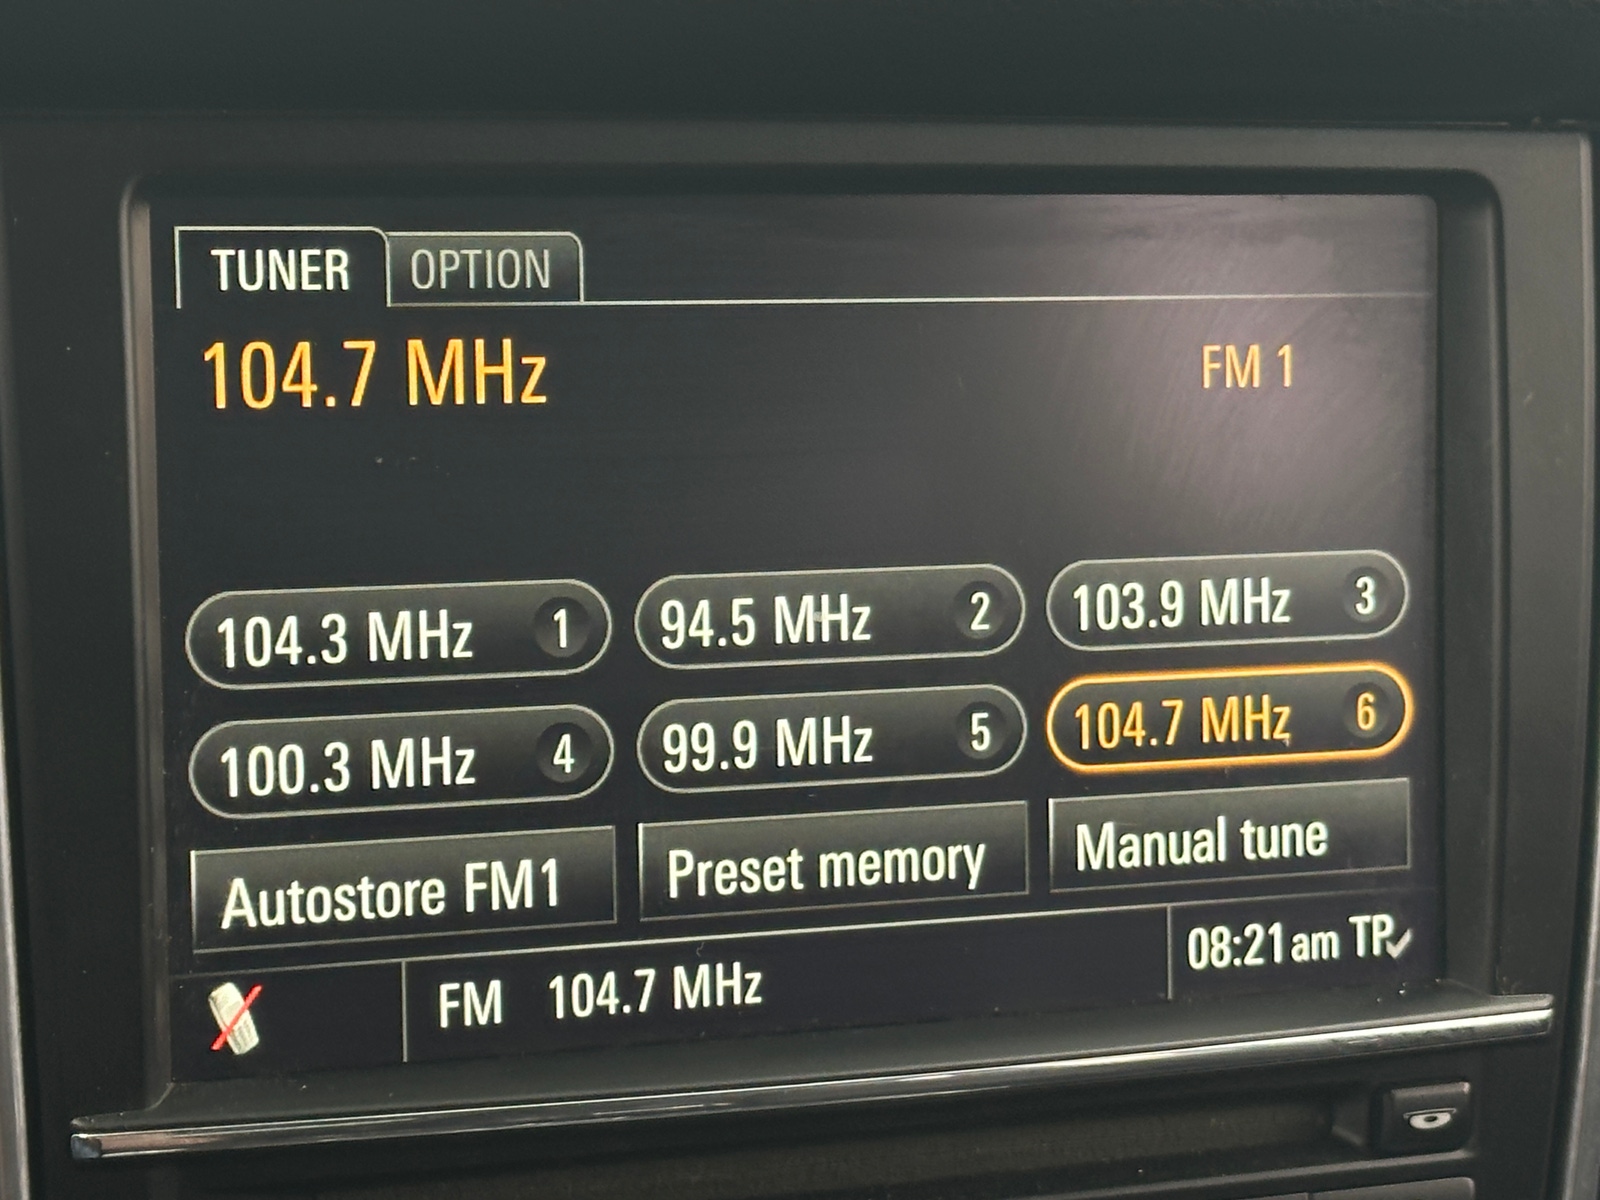 TUNER OPTION
104.7 MHz FM 1
104.3 MHz 1 94.5 MHz 2 103.9 MHz 3
100.3 MHz 4 99.9 MHz 5 104.7 MHz 6
Autostore FM1 Preset memory Manual tune
FM 104.7 MHz 08:21am TP